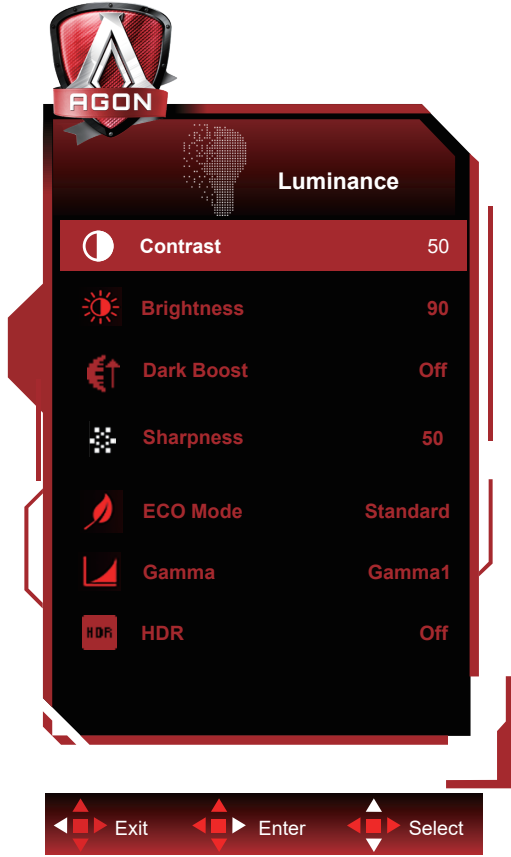 AGON
Luminance
Contrast 50
Brightness 90
Dark Boost Off
Sharpness 50
ECO Mode Standard
Gamma Gamma1
HDR HDR Off
Exit Enter Select